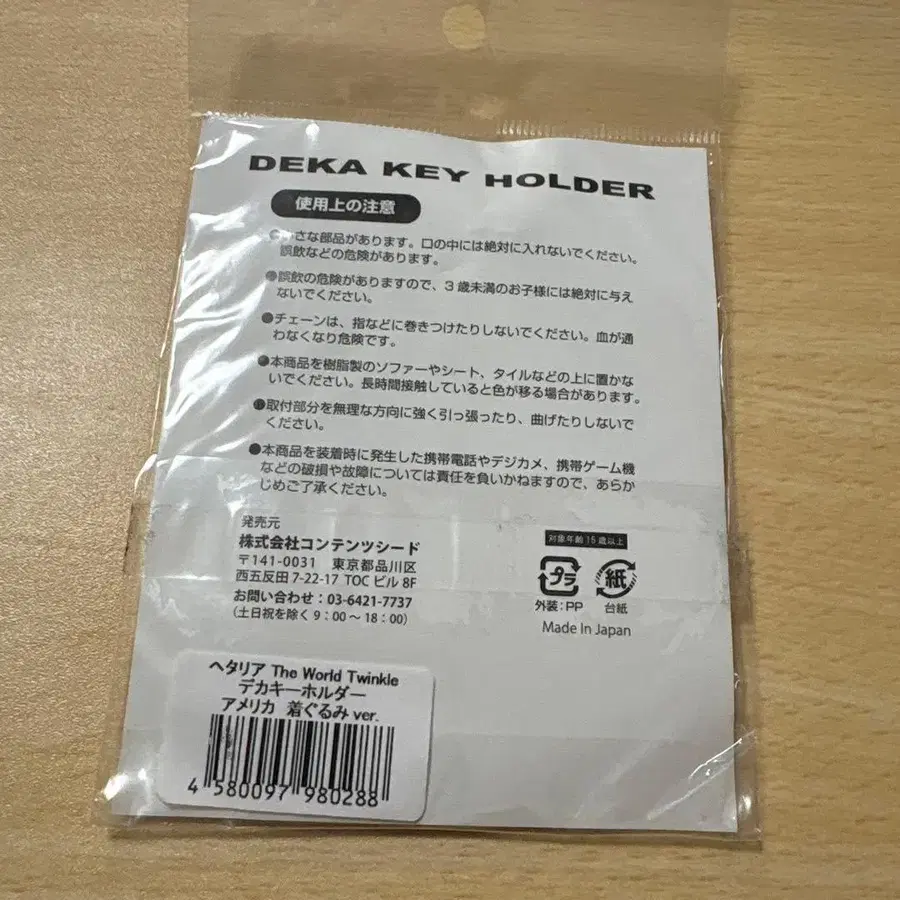 DEKA KEY HOLDER
使用上の注意
●小さな部品があります。口の中には絶対に入れないでください。
誤飲などの危険があります。
●誤飲の危険がありますので、3歳未満のお子様には絶対に与え
ないでください。
●チェーンは、指などに巻きつけたりしないでください。血が通
わなくなり危険です。
●本商品を樹脂製のソファーやシート、タイルなどの上に置かな
いでください。長時間接触していると色が移る場合があります。
●取付部分を無理な方向に強く引っ張ったり、曲げたりしないで
ください。
●本商品を装着時に発生した携帯電話やデジカメ、携帯ゲーム機
などの破損や故障については責任を負いかねますので、あらか
じめご了承ください。
発売元
株式会社コンテンツシード
〒141-0031 東京都品川区
西五反田 7-22-17 TOC ビル 8F
お問い合わせ：03-6421-7737
（土日祝を除く 9：00 〜 18：00）
対象年齢 15歳以上
プラ 紙
外装：PP 台紙
Made In Japan
ヘタリア The World Twinkle
デカキーホルダー
アメリカ 着ぐるみ ver.
4 580097 980288